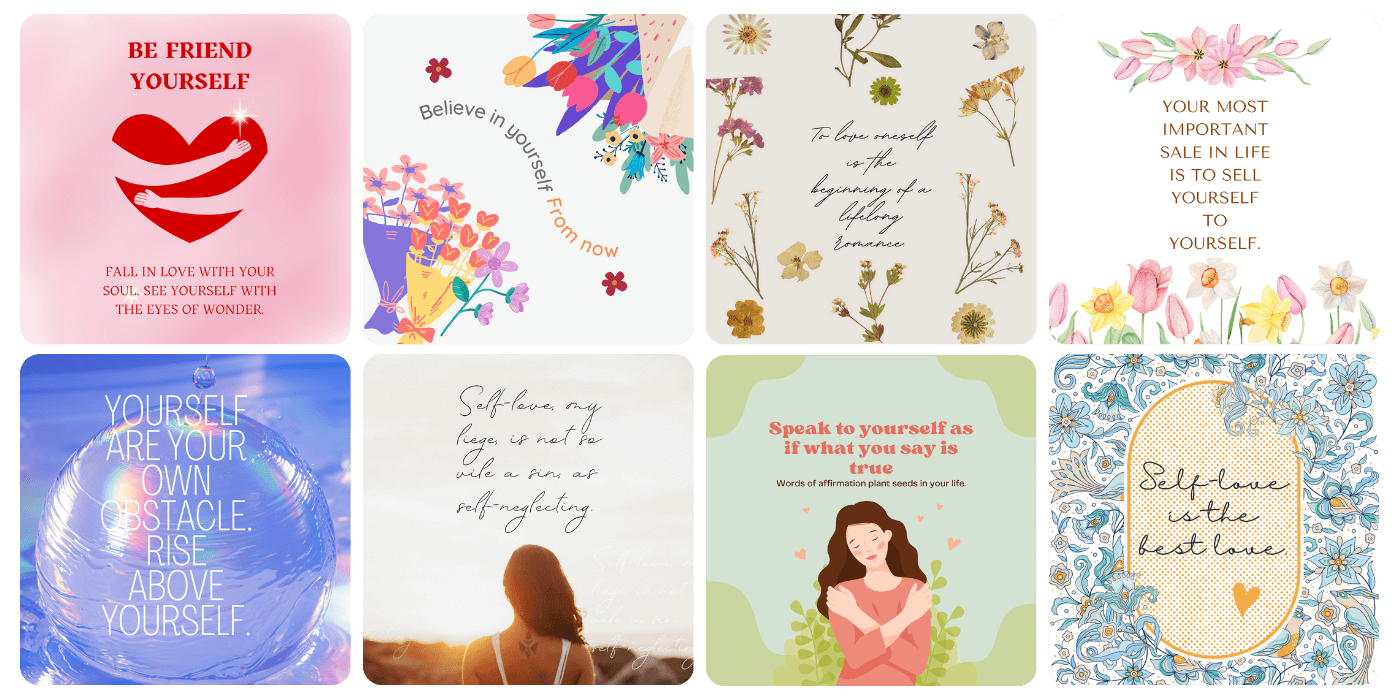 BE FRIEND
YOURSELF
FALL IN LOVE WITH YOUR
SOUL. SEE YOURSELF WITH
THE EYES OF WONDER.
Believe in yourself From now
To love oneself
is the
beginning of a
lifelong
romance.
YOUR MOST
IMPORTANT
SALE IN LIFE
IS TO SELL
YOURSELF
TO
YOURSELF.
YOURSELF
ARE YOUR
OWN
OBSTACLE.
RISE
ABOVE
YOURSELF.
Self-love, my
liege, is not so
vile a sin, as
self-neglecting.
Self-love, my
liege, is not so
vile a sin, as
self-neglecting.
Speak to yourself as
if what you say is
true
Words of affirmation plant seeds in your life.
Self-love
is the
best love.